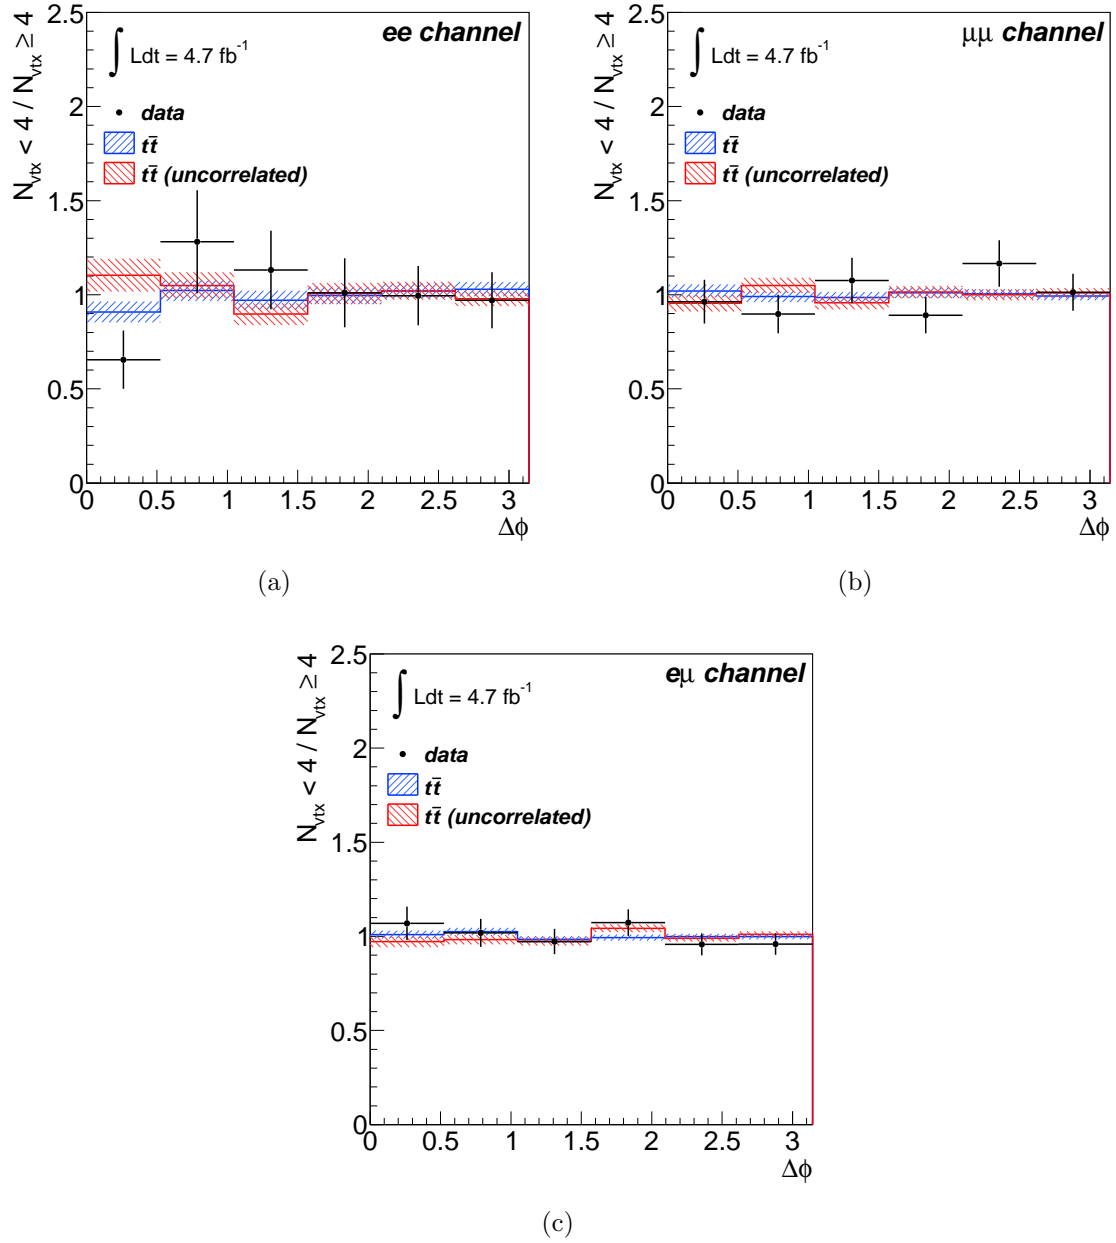 ee channel
∫ Ldt = 4.7 fb⁻¹
data
tt̄
tt̄ (uncorrelated)
N_vtx < 4 / N_vtx ≥ 4
2.5
2
1.5
1
0.5
0
0 0.5 1 1.5 2 2.5 3
Δϕ
(a)
μμ channel
∫ Ldt = 4.7 fb⁻¹
data
tt̄
tt̄ (uncorrelated)
N_vtx < 4 / N_vtx ≥ 4
2.5
2
1.5
1
0.5
0
0 0.5 1 1.5 2 2.5 3
Δϕ
(b)
eμ channel
∫ Ldt = 4.7 fb⁻¹
data
tt̄
tt̄ (uncorrelated)
N_vtx < 4 / N_vtx ≥ 4
2.5
2
1.5
1
0.5
0
0 0.5 1 1.5 2 2.5 3
Δϕ
(c)